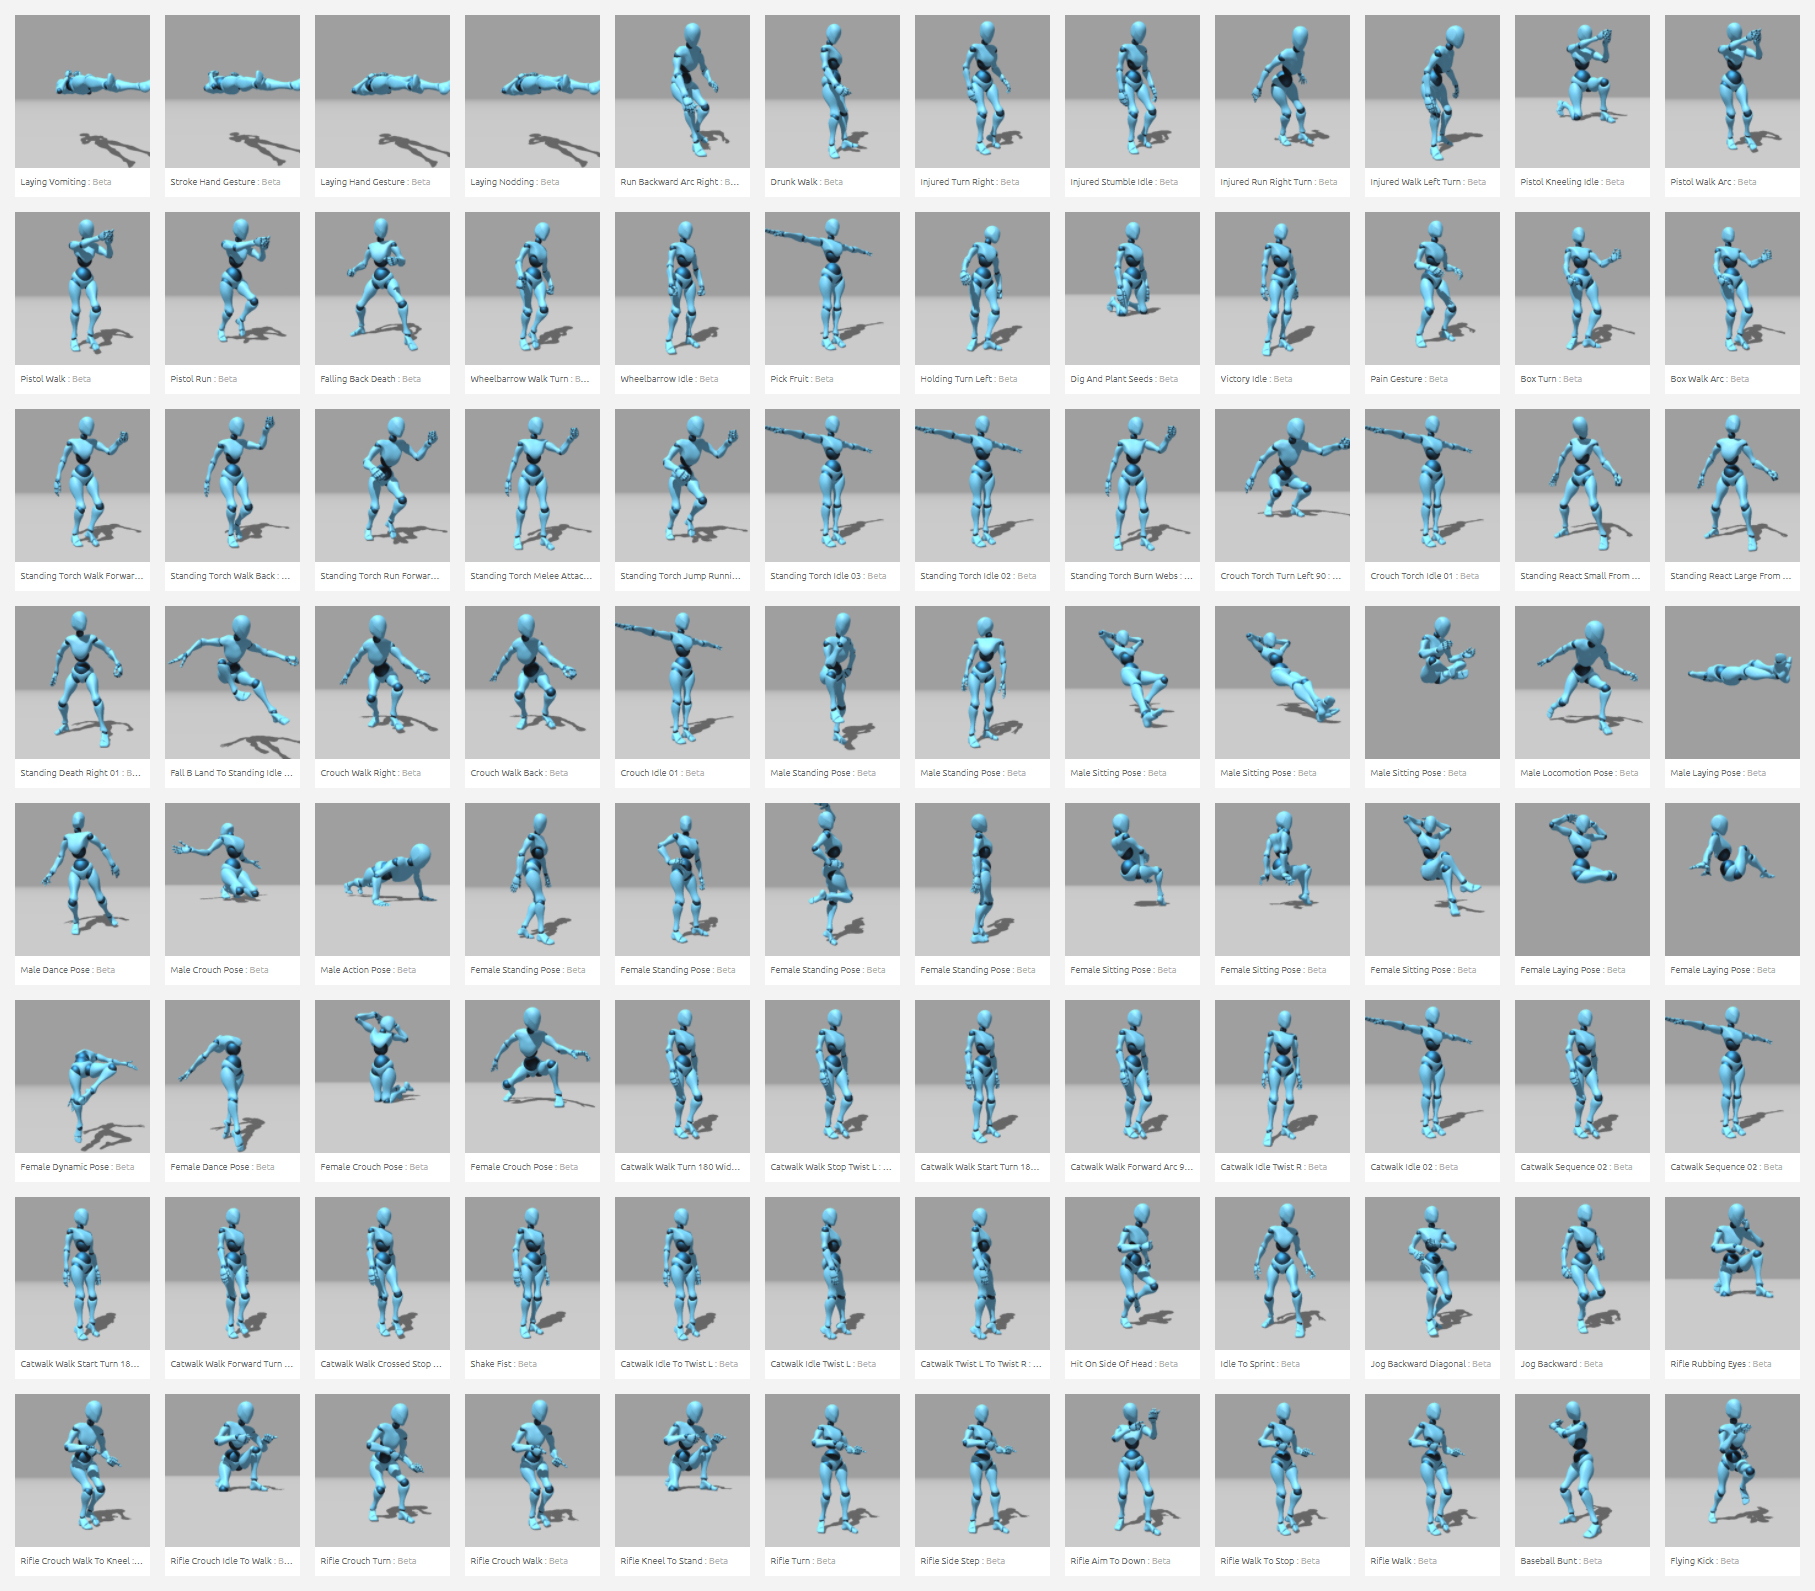 Laying Vomiting : Beta
Stroke Hand Gesture : Beta
Laying Hand Gesture : Beta
Laying Nodding : Beta
Run Backward Arc Right : B...
Drunk Walk : Beta
Injured Turn Right : Beta
Injured Stumble Idle : Beta
Injured Run Right Turn : Beta
Injured Walk Left Turn : Beta
Pistol Kneeling Idle : Beta
Pistol Walk Arc : Beta
Pistol Walk : Beta
Pistol Run : Beta
Falling Back Death : Beta
Wheelbarrow Walk Turn : B...
Wheelbarrow Idle : Beta
Pick Fruit : Beta
Holding Turn Left : Beta
Dig And Plant Seeds : Beta
Victory Idle : Beta
Pain Gesture : Beta
Box Turn : Beta
Box Walk Arc : Beta
Standing Torch Walk Forwar...
Standing Torch Walk Back : ...
Standing Torch Run Forwar...
Standing Torch Melee Attac...
Standing Torch Jump Runni...
Standing Torch Idle 03 : Beta
Standing Torch Idle 02 : Beta
Standing Torch Burn Webs : ...
Crouch Torch Turn Left 90 : ...
Crouch Torch Idle 01 : Beta
Standing React Small From ...
Standing React Large From ...
Standing Death Right 01 : B...
Fall B Land To Standing Idle ...
Crouch Walk Right : Beta
Crouch Walk Back : Beta
Crouch Idle 01 : Beta
Male Standing Pose : Beta
Male Standing Pose : Beta
Male Sitting Pose : Beta
Male Sitting Pose : Beta
Male Sitting Pose : Beta
Male Locomotion Pose : Beta
Male Laying Pose : Beta
Male Dance Pose : Beta
Male Crouch Pose : Beta
Male Action Pose : Beta
Female Standing Pose : Beta
Female Standing Pose : Beta
Female Standing Pose : Beta
Female Standing Pose : Beta
Female Sitting Pose : Beta
Female Sitting Pose : Beta
Female Sitting Pose : Beta
Female Laying Pose : Beta
Female Laying Pose : Beta
Female Dynamic Pose : Beta
Female Dance Pose : Beta
Female Crouch Pose : Beta
Female Crouch Pose : Beta
Catwalk Walk Turn 180 Wid...
Catwalk Walk Stop Twist L : ...
Catwalk Walk Start Turn 18...
Catwalk Walk Forward Arc 9...
Catwalk Idle Twist R : Beta
Catwalk Idle 02 : Beta
Catwalk Sequence 02 : Beta
Catwalk Sequence 02 : Beta
Catwalk Walk Start Turn 18...
Catwalk Walk Forward Turn ...
Catwalk Walk Crossed Stop ...
Shake Fist : Beta
Catwalk Idle To Twist L : Beta
Catwalk Idle Twist L : Beta
Catwalk Twist L To Twist R : ...
Hit On Side Of Head : Beta
Idle To Sprint : Beta
Jog Backward Diagonal : Beta
Jog Backward : Beta
Rifle Rubbing Eyes : Beta
Rifle Crouch Walk To Kneel :...
Rifle Crouch Idle To Walk : B...
Rifle Crouch Turn : Beta
Rifle Crouch Walk : Beta
Rifle Kneel To Stand : Beta
Rifle Turn : Beta
Rifle Side Step : Beta
Rifle Aim To Down : Beta
Rifle Walk To Stop : Beta
Rifle Walk : Beta
Baseball Bunt : Beta
Flying Kick : Beta